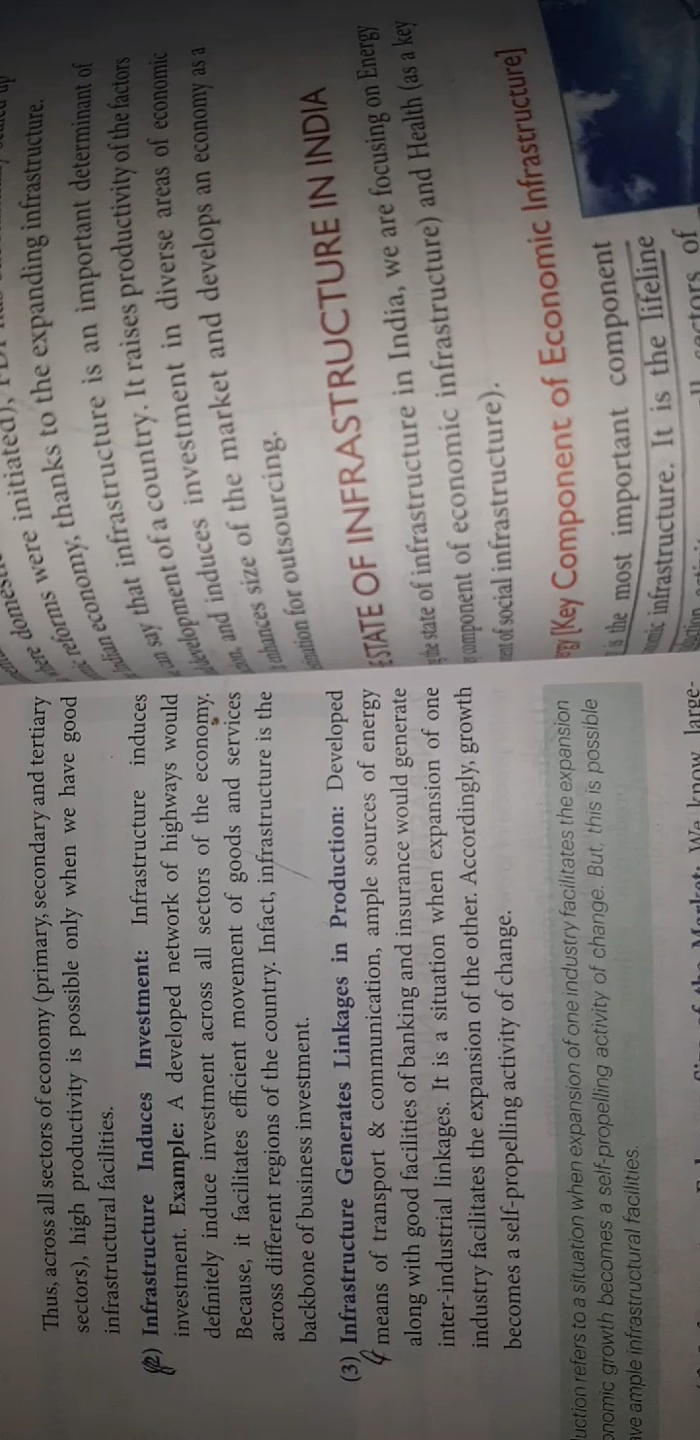 Thus, across all sectors of economy (primary, secondary and tertiary
sectors), high productivity is possible only when we have good
infrastructural facilities.
(2) Infrastructure Induces Investment: Infrastructure induces
investment. Example: A developed network of highways would
definitely induce investment across all sectors of the economy.
Because, it facilitates efficient movement of goods and services
across different regions of the country. Infact, infrastructure is the
backbone of business investment.
(3) Infrastructure Generates Linkages in Production: Developed
means of transport & communication, ample sources of energy
along with good facilities of banking and insurance would generate
inter-industrial linkages. It is a situation when expansion of one
industry facilitates the expansion of the other. Accordingly, growth
becomes a self-propelling activity of change.
refers to a situation when expansion of one industry facilitates the expansion
growth becomes a self-propelling activity of change. But, this is possible
ample infrastructural facilities.
the Market: We know large-
were initiated),
reforms were thanks to the expanding infrastructure.
economy, infrastructure is an important determinant of
say that of a country. It raises productivity of the factors
development investment in diverse areas of economic
and induces investment and develops an economy as a
size of the market
for outsourcing.
STATE OF INFRASTRUCTURE IN INDIA
the state of infrastructure in India, we are focusing on Energy
component of economic infrastructure) and Health (as a key
of social infrastructure).
[Key Component of Economic Infrastructure]
is the most important component
infrastructure. It is the lifeline
sectors of